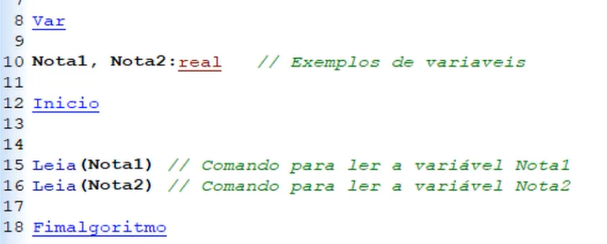 8 Var
9
10 Nota1, Nota2:real // Exemplos de variaveis
11
12 Inicio
13
14
15 Leia(Nota1) // Comando para ler a variável Nota1
16 Leia(Nota2) // Comando para ler a variável Nota2
17
18 Fimalgoritmo